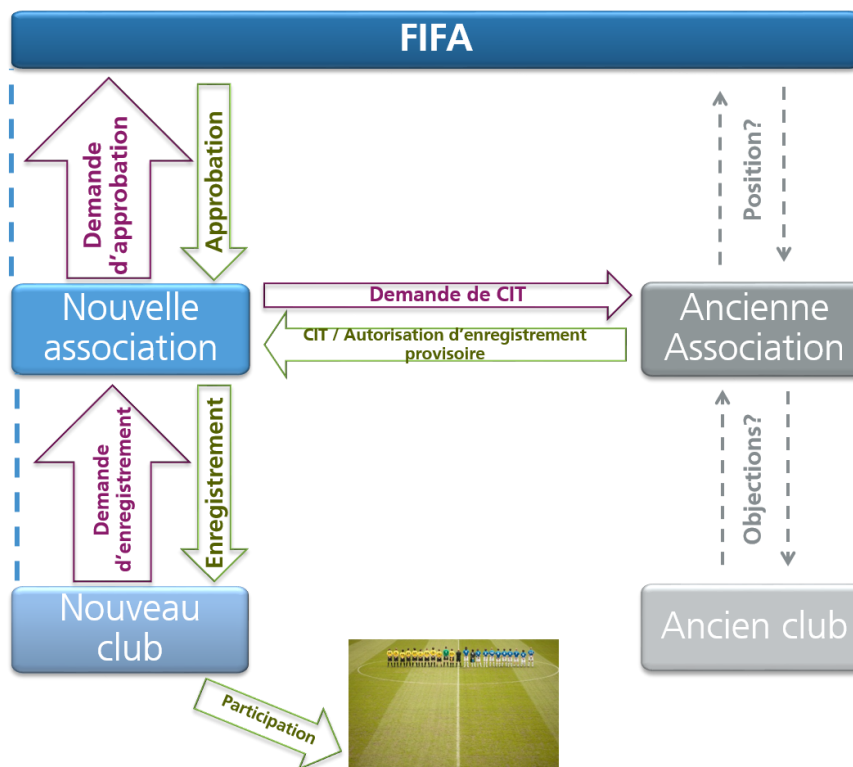 FIFA
Demande
d'approbation
Approbation
Position?
Nouvelle
association
Demande de CIT
CIT / Autorisation d'enregistrement
provisoire
Ancienne
Association
Demande
d'enregistrement
Enregistrement
Objections?
Nouveau
club
Ancien club
Participation